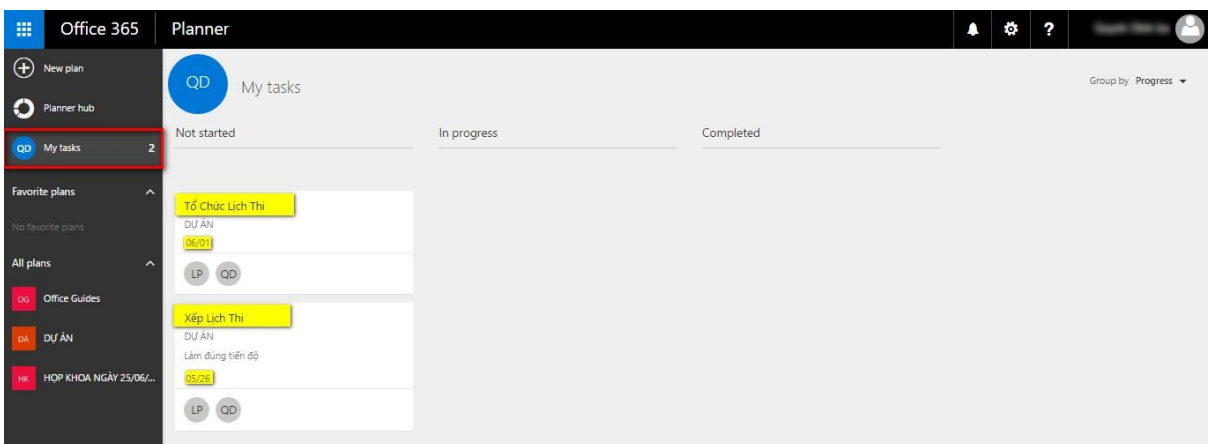 Office 365
Planner
?
New plan
Planner hub
QD My tasks 2
Favorite plans
No favorite plans
All plans
OG Office Guides
DÁ DỰ ÁN
HK HỌP KHOA NGÀY 25/06/...
QD My tasks
Group by Progress
Not started
In progress
Completed
Tổ Chức Lịch Thi
DỰ ÁN
06/01
LP QD
Xếp Lịch Thi
DỰ ÁN
Làm đúng tiến độ
05/26
LP QD